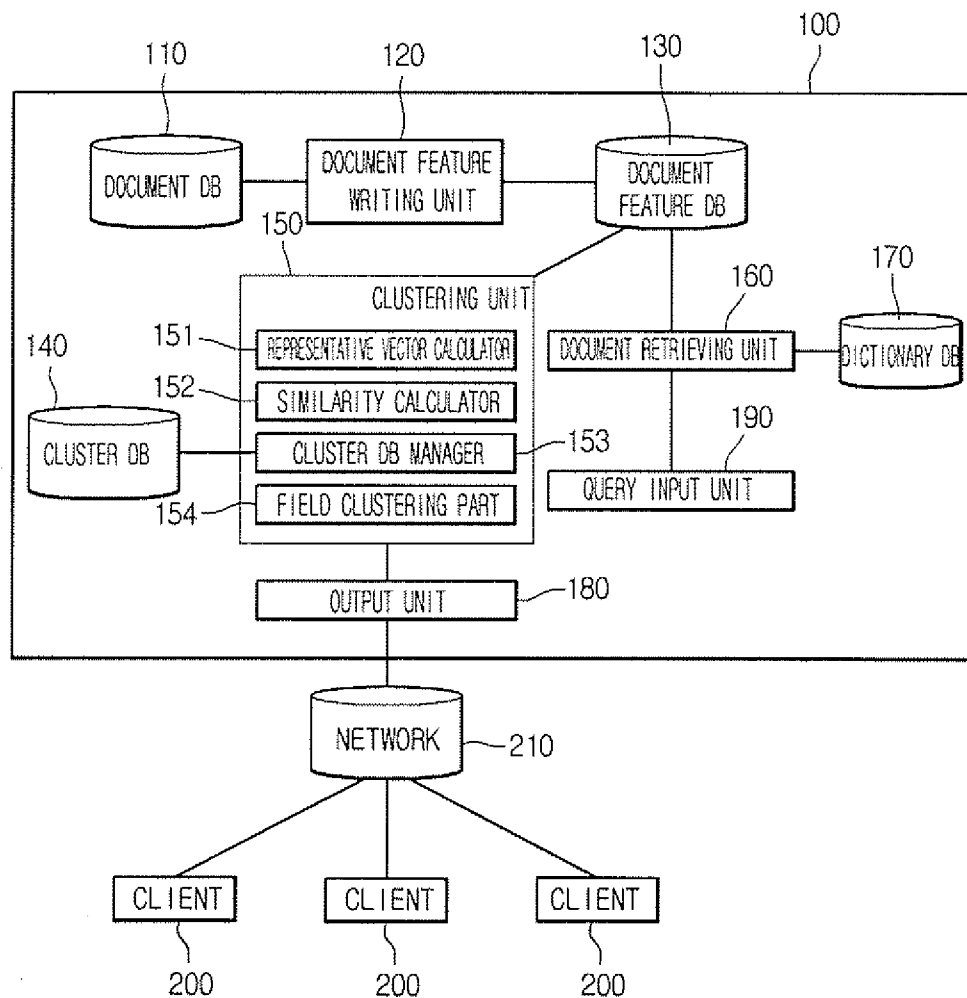 100
110
120
130
DOCUMENT DB
DOCUMENT FEATURE
WRITING UNIT
DOCUMENT
FEATURE DB
150
CLUSTERING UNIT
160
170
151
REPRESENTATIVE VECTOR CALCULATOR
DOCUMENT RETRIEVING UNIT
DICTIONARY DB
140
152
SIMILARITY CALCULATOR
CLUSTER DB
CLUSTER DB MANAGER
153
190
154
FIELD CLUSTERING PART
QUERY INPUT UNIT
OUTPUT UNIT
180
NETWORK
210
CLIENT
CLIENT
CLIENT
200
200
200